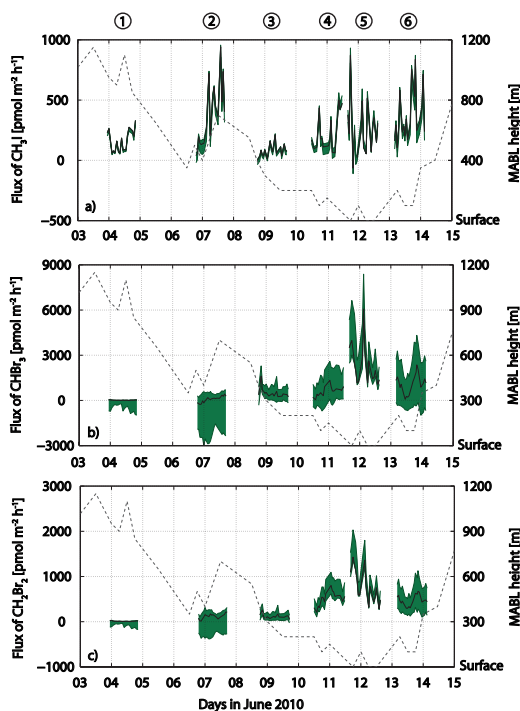 ① ② ③ ④ ⑤ ⑥
1000 1200
Flux of CH₃I [pmol m⁻² h⁻¹]
500 800
0 400
MABL height [m]
a)
−500 Surface
03 04 05 06 07 08 09 10 11 12 13 14 15
9000 1200
Flux of CHBr₃ [pmol m⁻² h⁻¹]
6000 900
3000 600
0 300
MABL height [m]
b)
−3000 Surface
03 04 05 06 07 08 09 10 11 12 13 14 15
3000 1200
Flux of CH₂Br₂ [pmol m⁻² h⁻¹]
2000 900
1000 600
0 300
MABL height [m]
c)
−1000 Surface
03 04 05 06 07 08 09 10 11 12 13 14 15
Days in June 2010